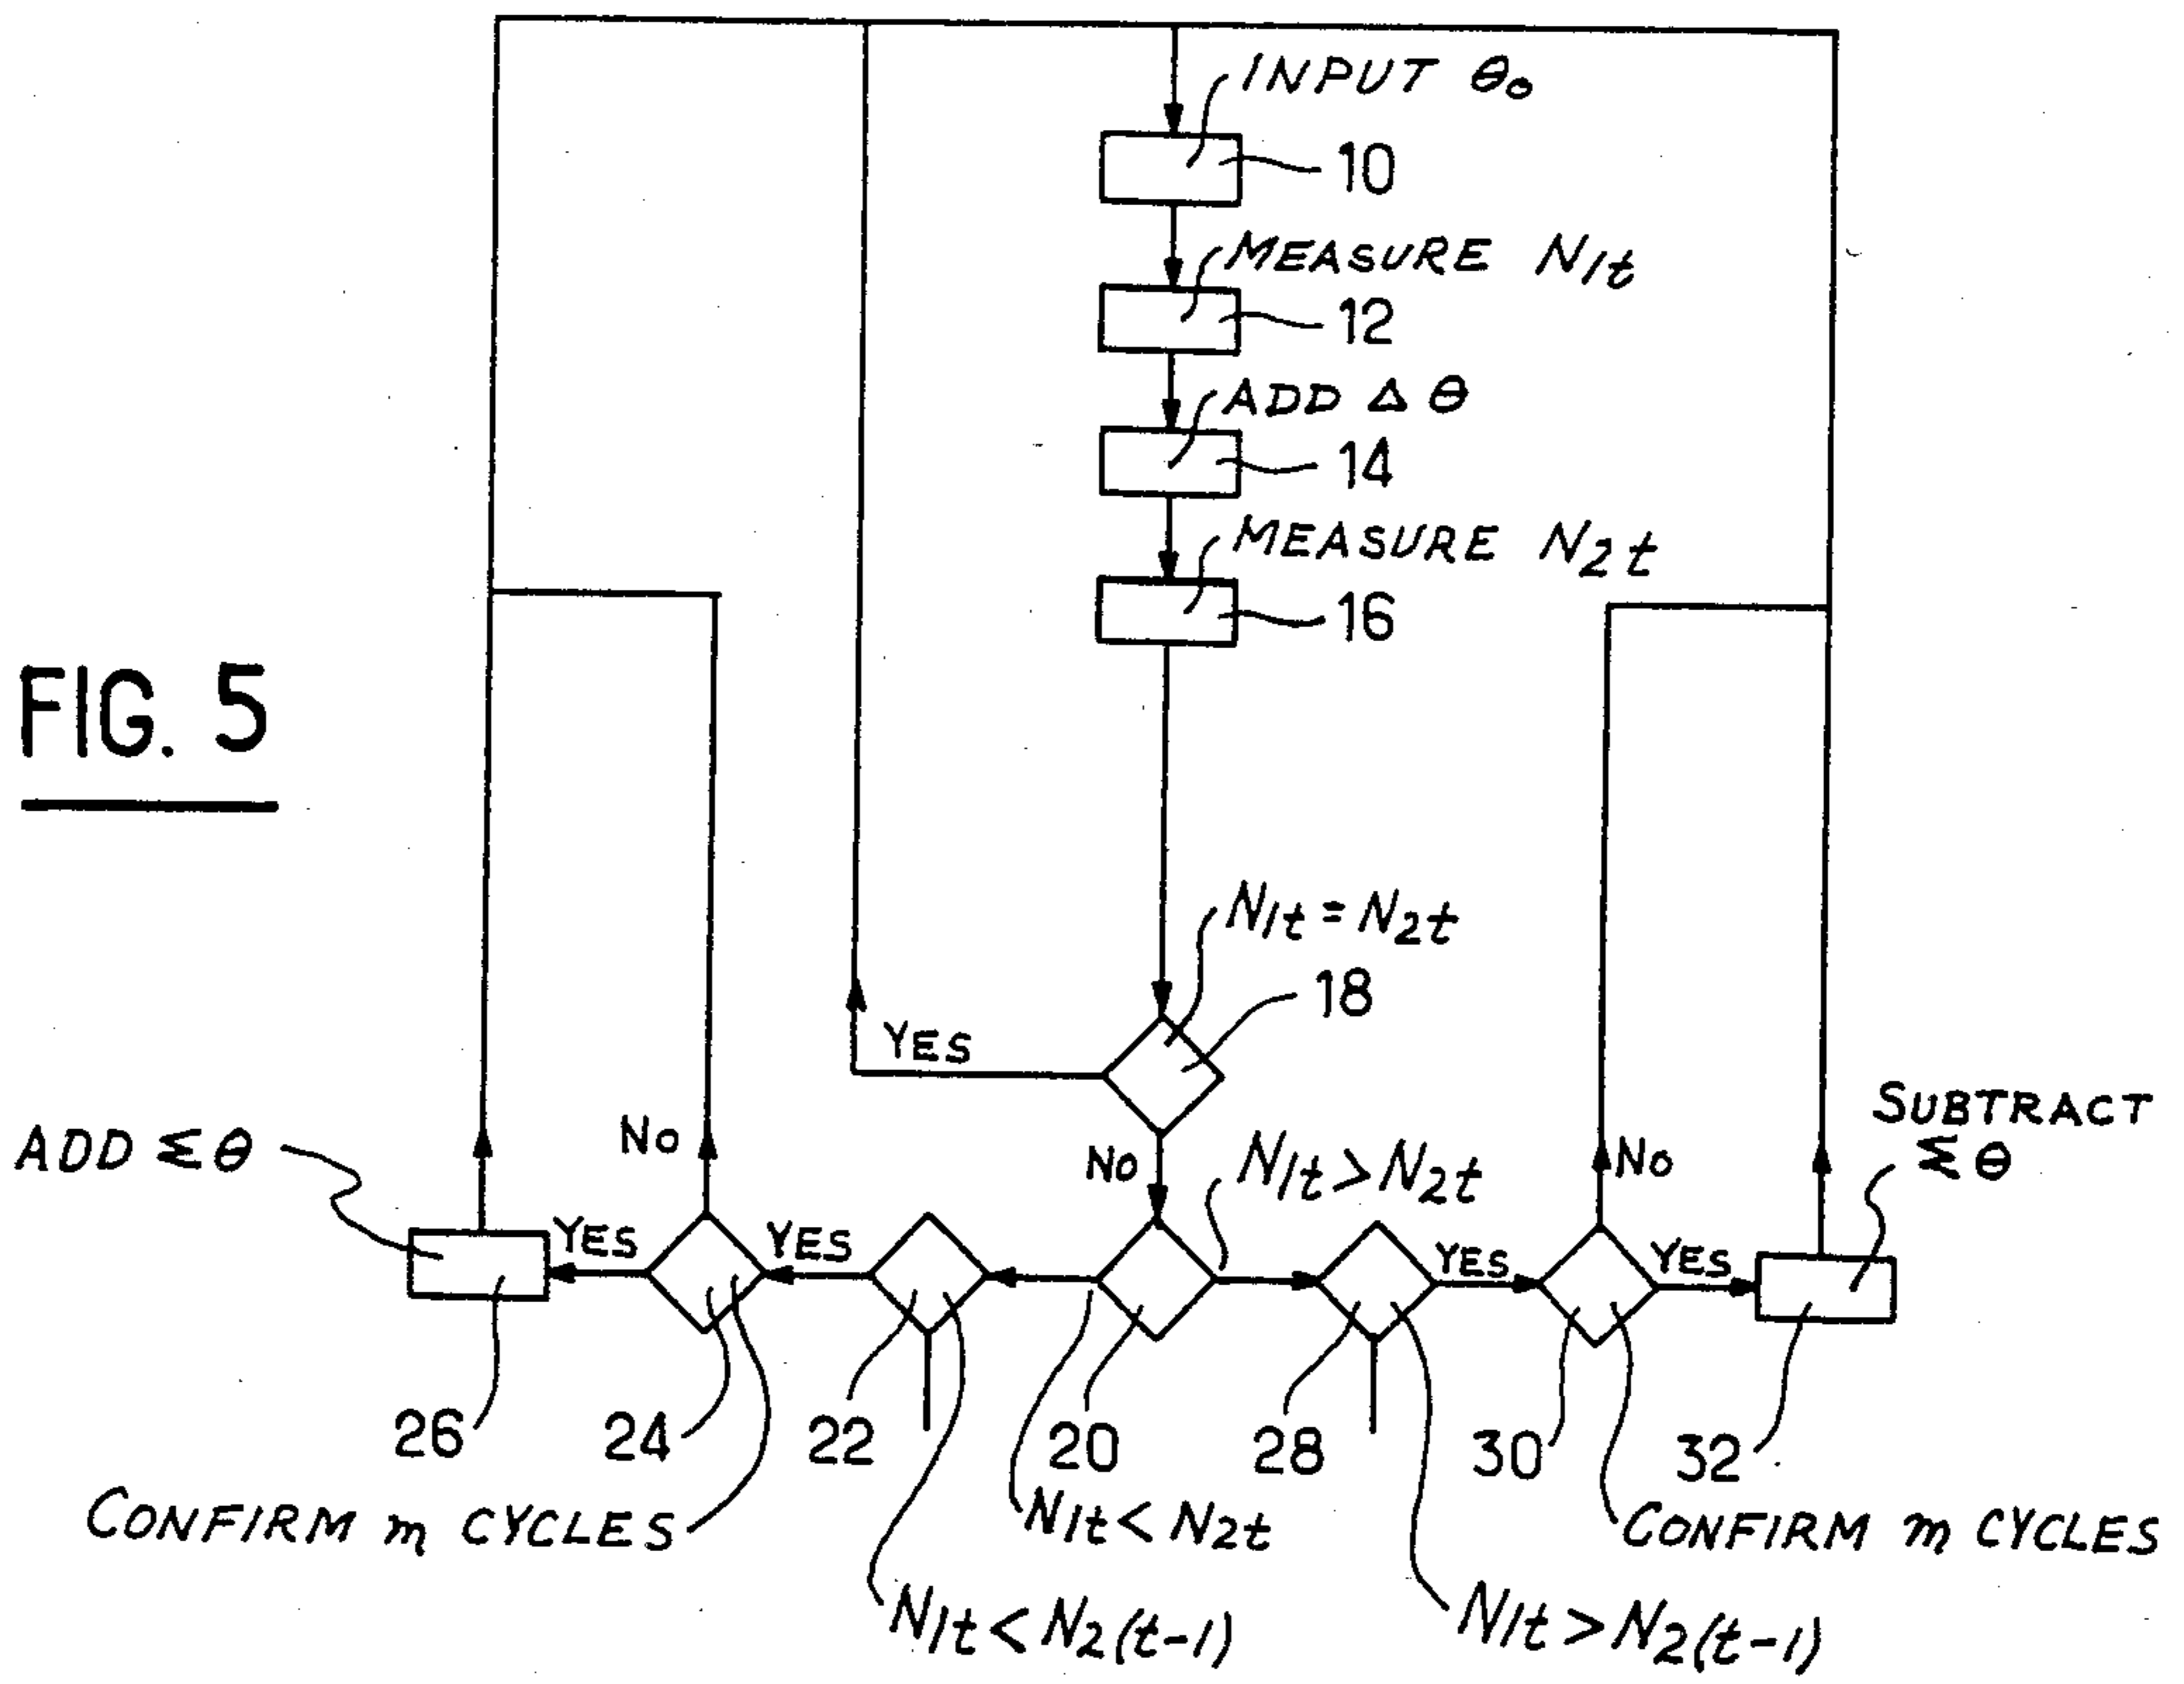 INPUT θo
10
MEASURE N1t
12
ADD Δ θ
14
MEASURE N2t
16
FIG. 5
N1t = N2t
18
YES
NO
SUBTRACT
Σθ
ADD Σθ
NO
N1t > N2t
NO
YES
YES
YES
YES
26
24
22
20
28
30
32
CONFIRM m CYCLES
N1t < N2t
CONFIRM m CYCLES
N1t < N2(t-1)
N1t > N2(t-1)